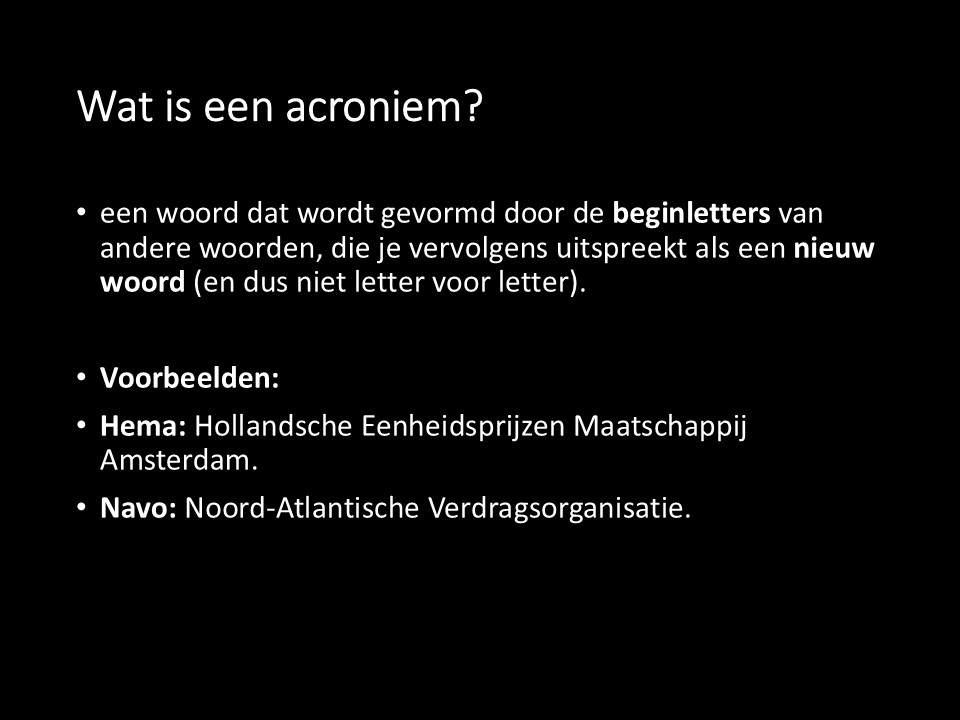 Wat is een acroniem?
• een woord dat wordt gevormd door de beginletters van
andere woorden, die je vervolgens uitspreekt als een nieuw
woord (en dus niet letter voor letter).
• Voorbeelden:
• Hema: Hollandsche Eenheidsprijzen Maatschappij
Amsterdam.
• Navo: Noord-Atlantische Verdragsorganisatie.